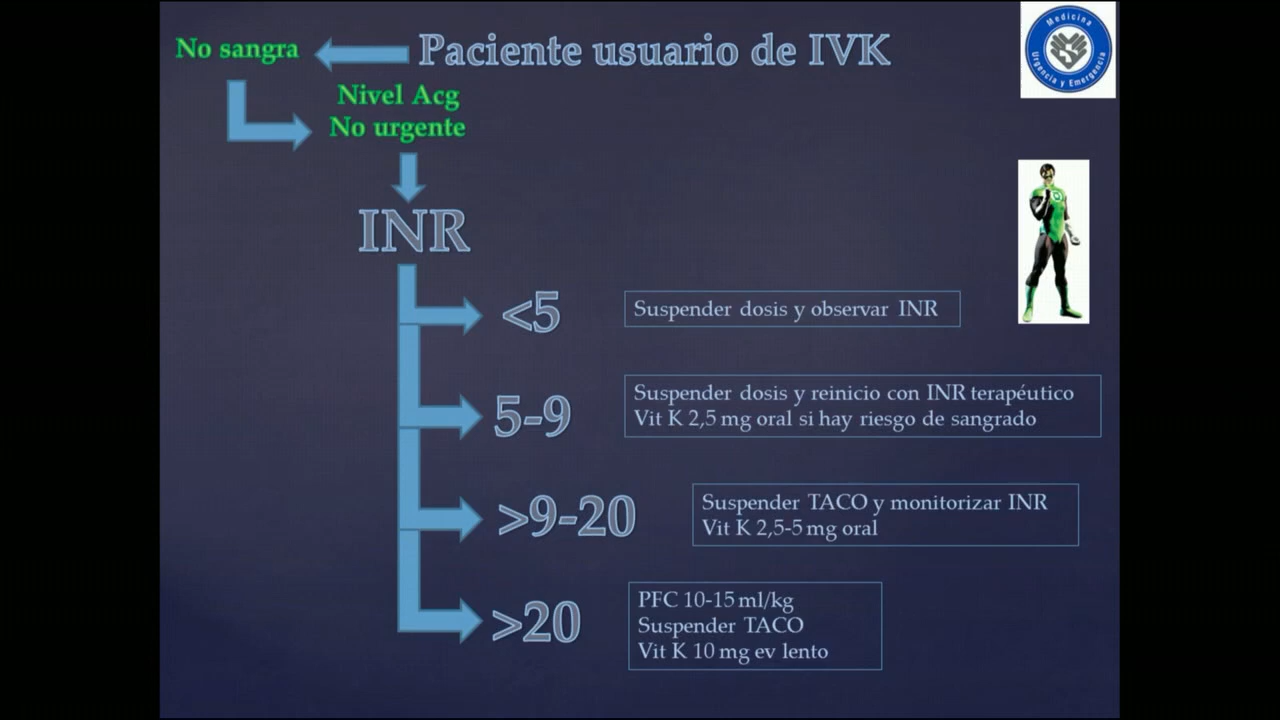 No sangra
Paciente usuario de IVK
Medicina
Urgencia y Emergencia
Nivel Acg
No urgente
INR
<5
Suspender dosis y observar INR
5-9
Suspender dosis y reinicio con INR terapéutico
Vit K 2,5 mg oral si hay riesgo de sangrado
>9-20
Suspender TACO y monitorizar INR
Vit K 2,5-5 mg oral
>20
PFC 10-15 ml/kg
Suspender TACO
Vit K 10 mg ev lento